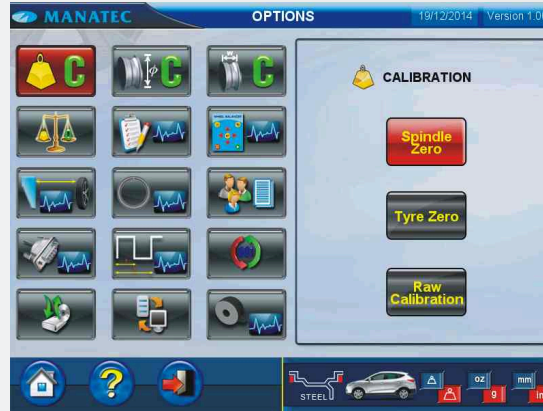 MANATEC
OPTIONS
19/12/2014
Version 1.0
C
C
C
CALIBRATION
Spindle
Zero
Tyre Zero
Raw
Calibration
STEEL
oz
g
mm
In